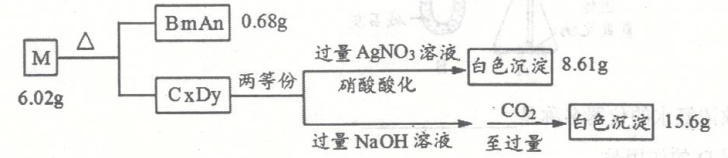 M
6.02g
△
BmAn 0.68g
CxDy
两等份
过量 AgNO₃ 溶液
硝酸酸化
白色沉淀 8.61g
过量 NaOH 溶液
CO₂
至过量
白色沉淀 15.6g